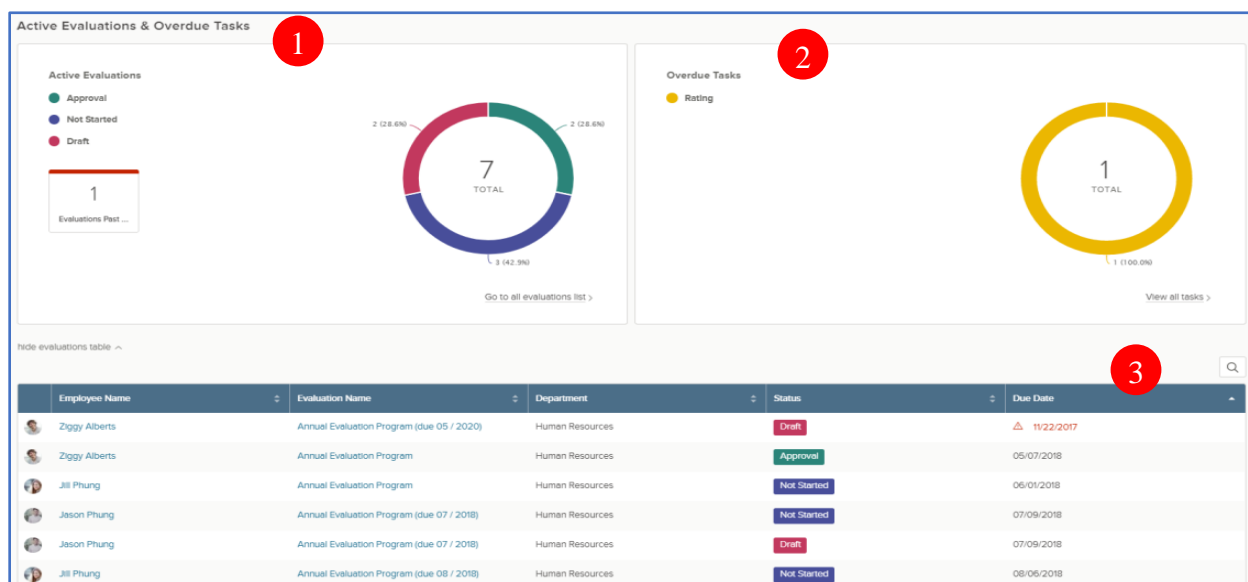 Active Evaluations & Overdue Tasks
1
2
Active Evaluations
Approval
Not Started
Draft
2 (28.6%)
2 (28.6%)
7
TOTAL
3 (42.9%)
1
Evaluations Past ...
Go to all evaluations list >
Overdue Tasks
Rating
1
TOTAL
1 (100.0%)
View all tasks >
hide evaluations table
3
Employee Name Evaluation Name Department Status Due Date
Ziggy Alberts Annual Evaluation Program (due 05 / 2020) Human Resources Draft 11/22/2017
Ziggy Alberts Annual Evaluation Program Human Resources Approval 05/07/2018
Jill Phung Annual Evaluation Program Human Resources Not Started 06/01/2018
Jason Phung Annual Evaluation Program (due 07 / 2018) Human Resources Not Started 07/09/2018
Jason Phung Annual Evaluation Program (due 07 / 2018) Human Resources Draft 07/09/2018
Jill Phung Annual Evaluation Program (due 08 / 2018) Human Resources Not Started 08/06/2018